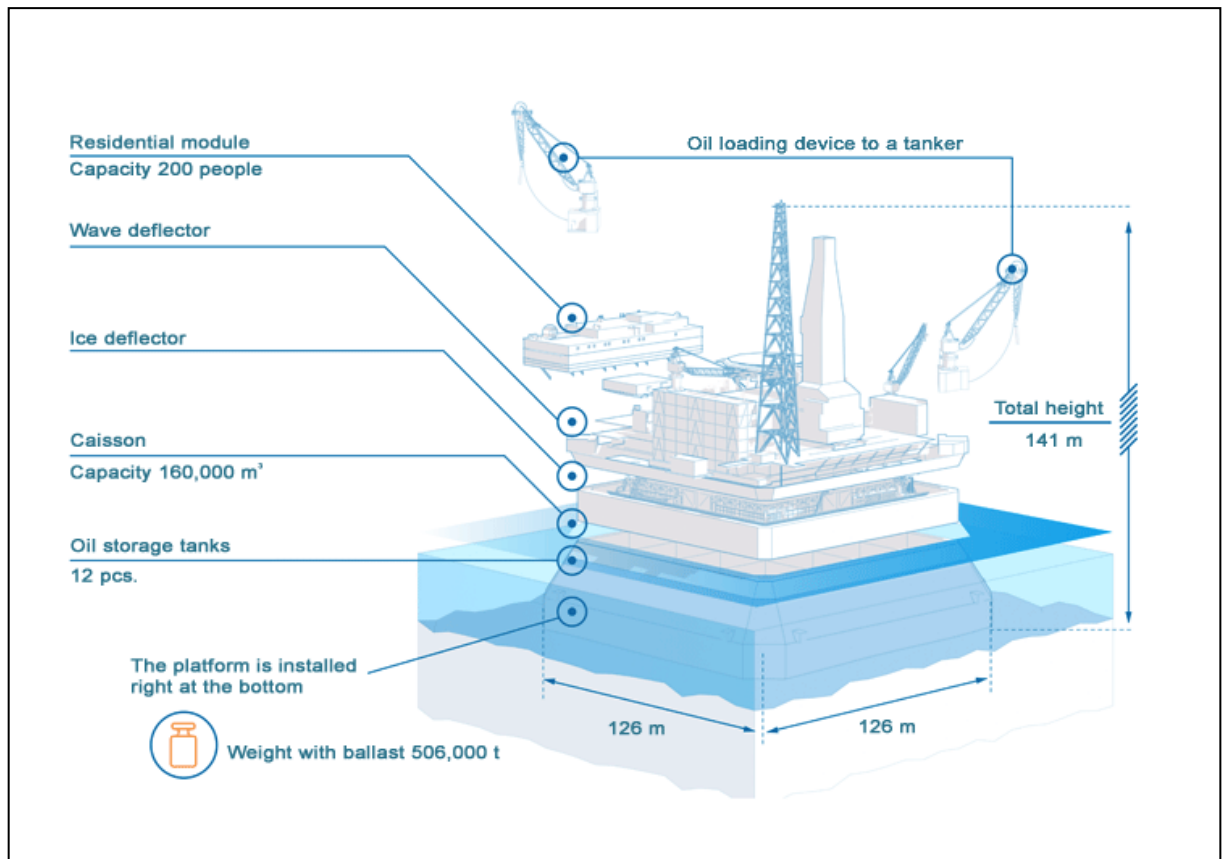 Residential module
Capacity 200 people
Oil loading device to a tanker
Wave deflector
Ice deflector
Total height
141 m
Caisson
Capacity 160,000 m³
Oil storage tanks
12 pcs.
The platform is installed
right at the bottom
126 m
126 m
Weight with ballast 506,000 t